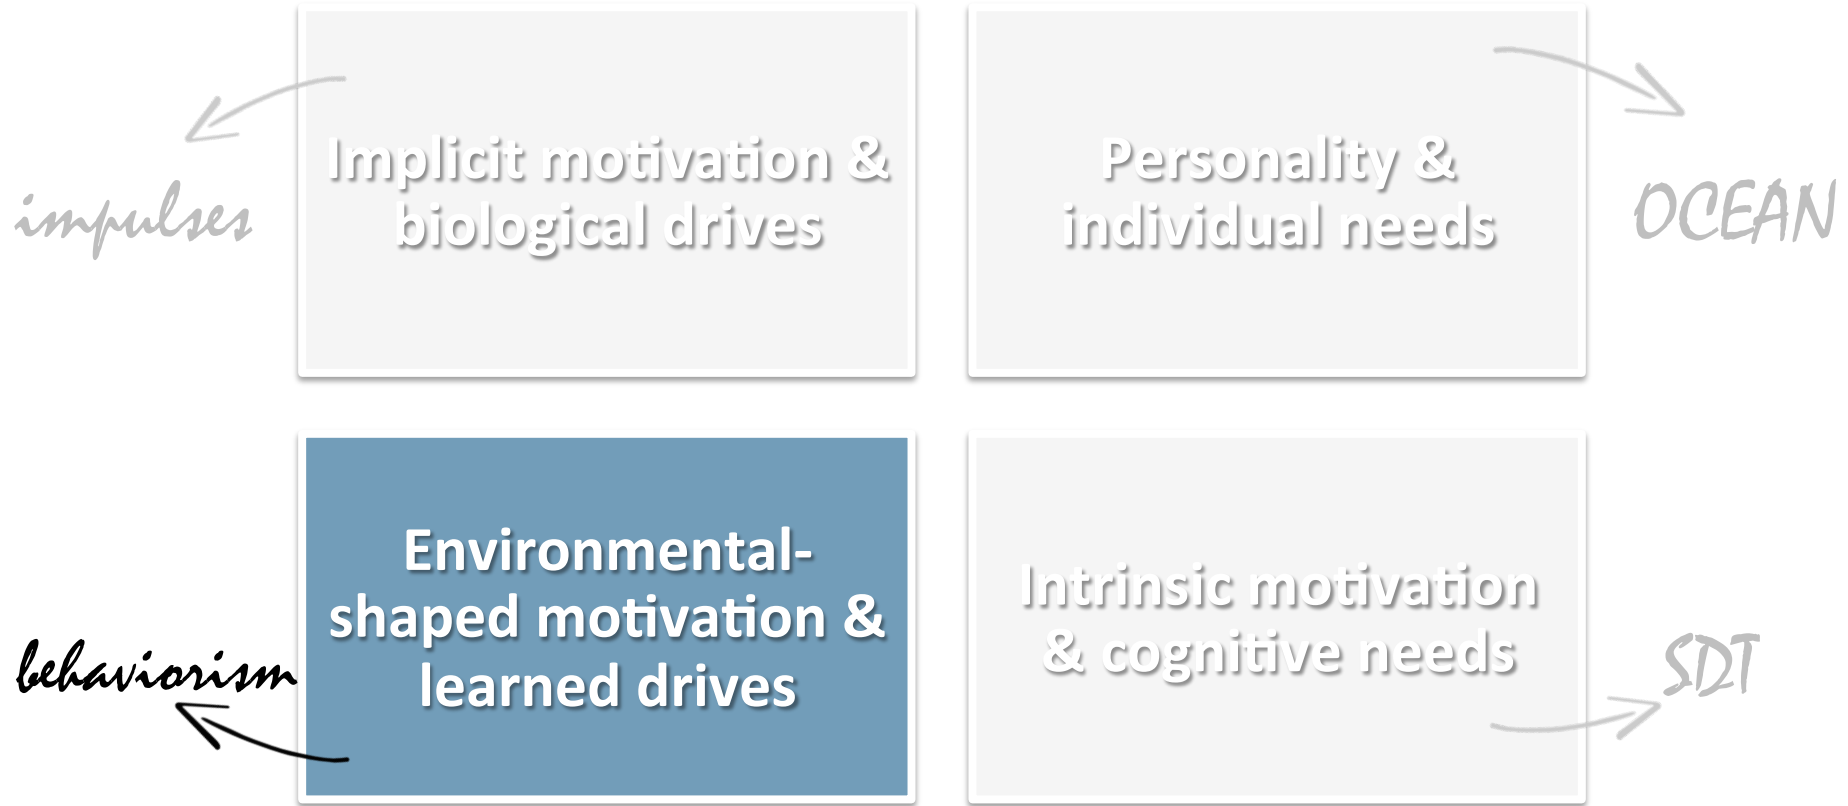 Implicit motivation &
biological drives
impulses
Personality &
individual needs
OCEAN
Environmental-
shaped motivation &
learned drives
behaviorism
Intrinsic motivation
& cognitive needs
SDT